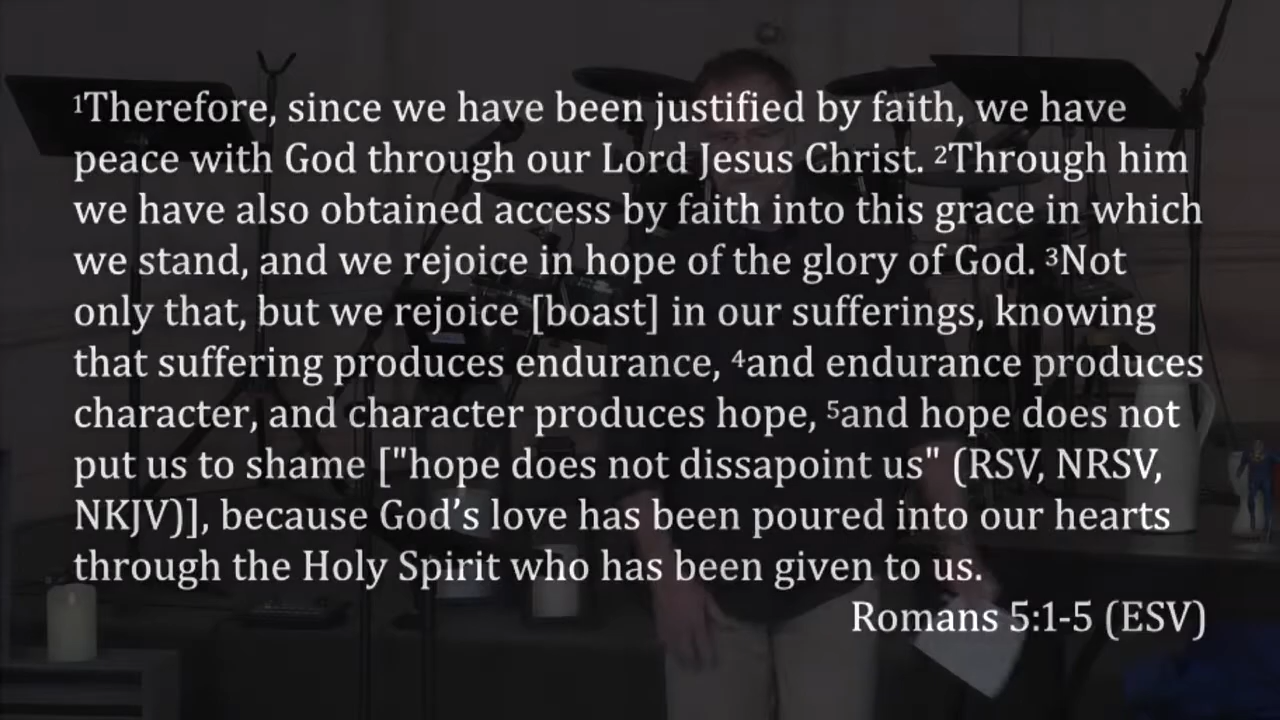 ¹Therefore, since we have been justified by faith, we have
peace with God through our Lord Jesus Christ. ²Through him
we have also obtained access by faith into this grace in which
we stand, and we rejoice in hope of the glory of God. ³Not
only that, but we rejoice [boast] in our sufferings, knowing
that suffering produces endurance, ⁴and endurance produces
character, and character produces hope, ⁵and hope does not
put us to shame ["hope does not dissapoint us" (RSV, NRSV,
NKJV)], because God’s love has been poured into our hearts
through the Holy Spirit who has been given to us.
Romans 5:1-5 (ESV)